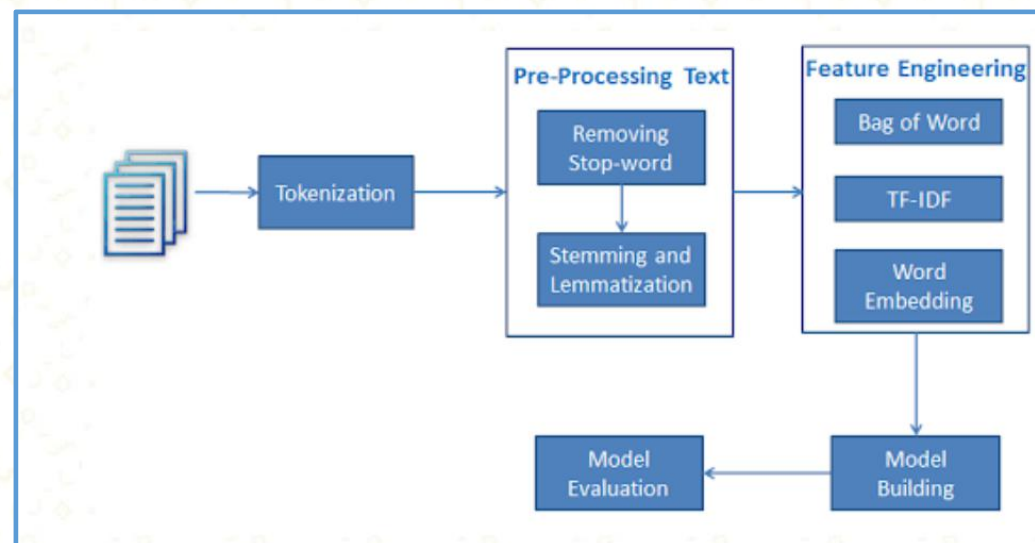 Tokenization
Pre-Processing Text
Removing
Stop-word
Stemming and
Lemmatization
Feature Engineering
Bag of Word
TF-IDF
Word
Embedding
Model
Building
Model
Evaluation